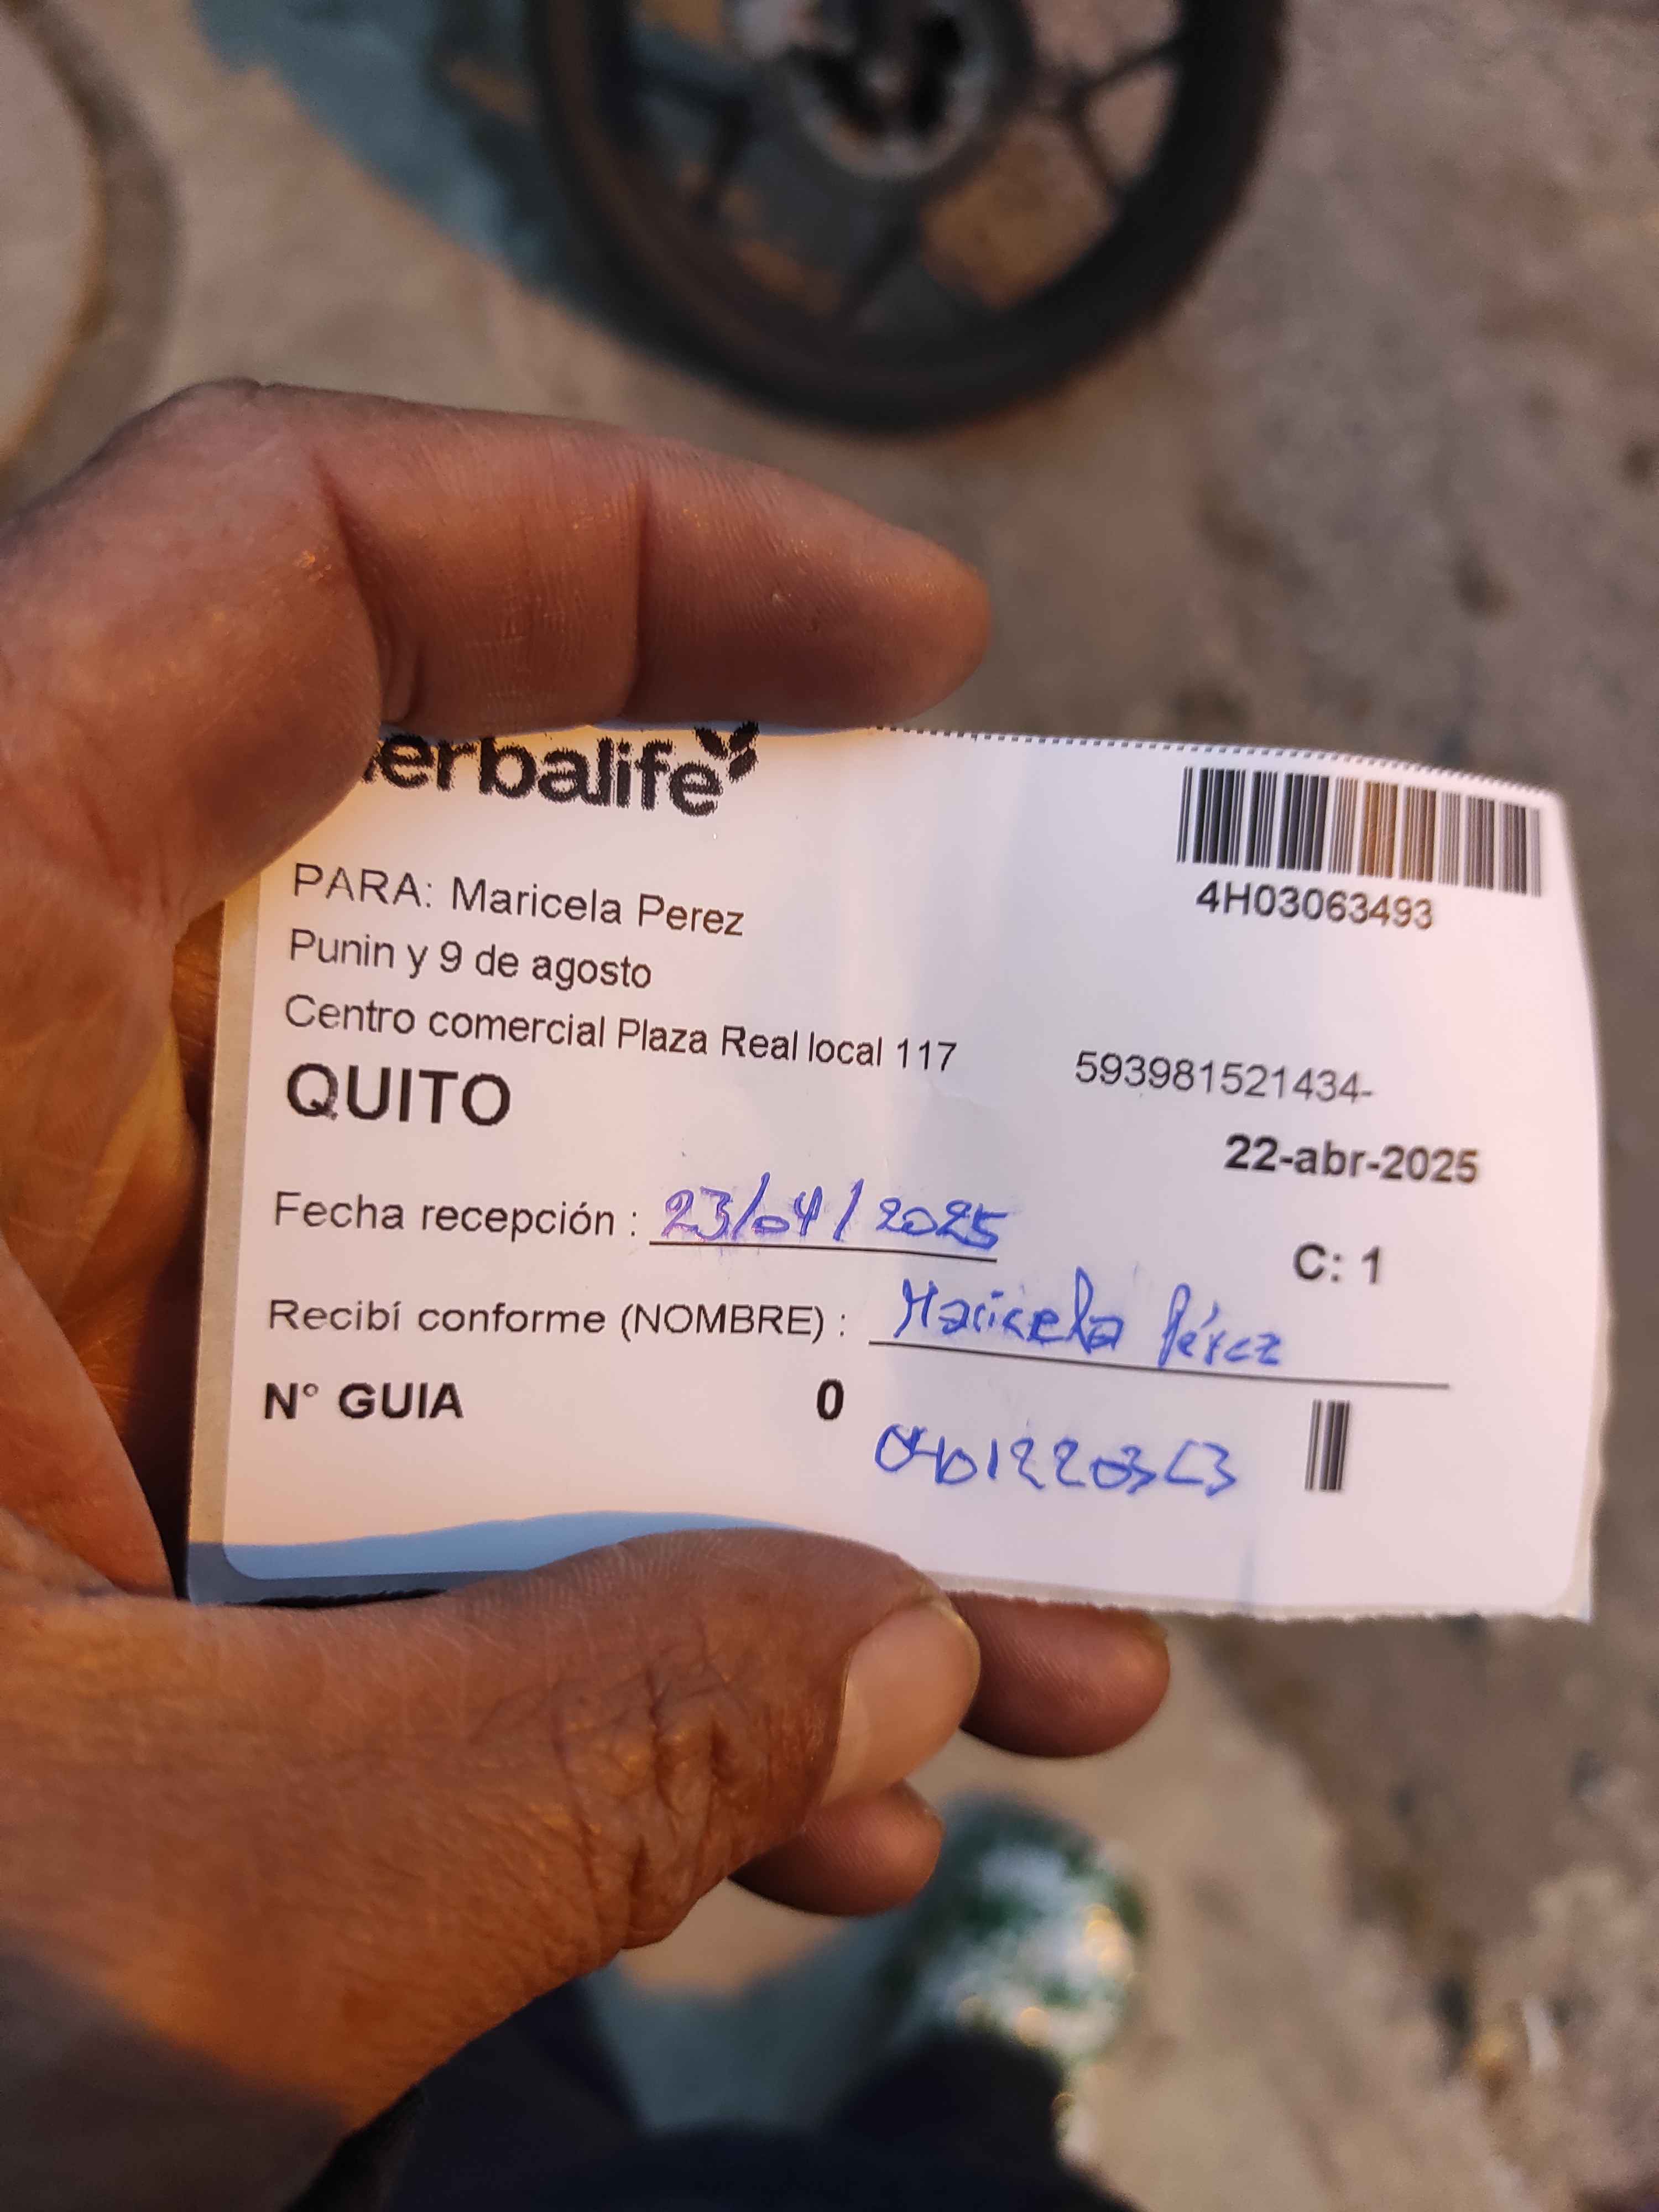 herbalife
4H03063493
PARA: Maricela Perez
Punin y 9 de agosto
Centro comercial Plaza Real local 117
593981521434-
QUITO
22-abr-2025
Fecha recepción : 23/04/2025
C: 1
Recibí conforme (NOMBRE) : Maricela Pérez
N° GUIA 0